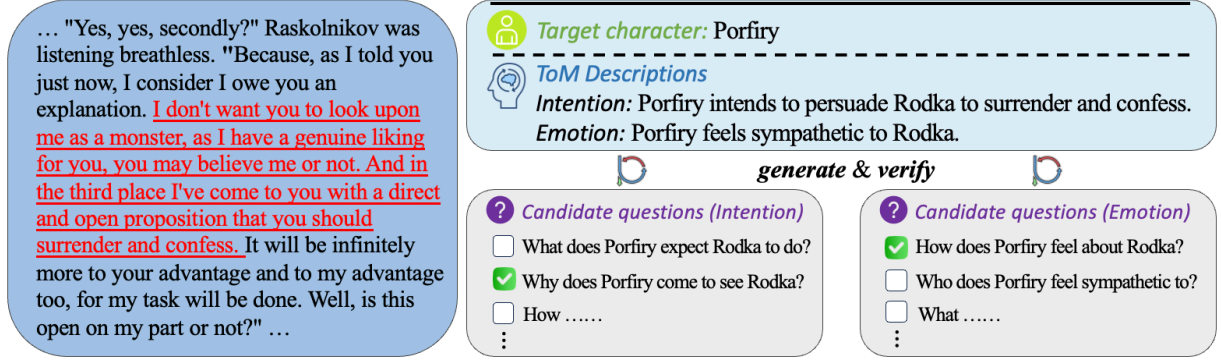 … "Yes, yes, secondly?" Raskolnikov was
listening breathless. "Because, as I told you
just now, I consider I owe you an
explanation. I don't want you to look upon
me as a monster, as I have a genuine liking
for you, you may believe me or not. And in
the third place I've come to you with a direct
and open proposition that you should
surrender and confess. It will be infinitely
more to your advantage and to my advantage
too, for my task will be done. Well, is this
open on my part or not?" …
Target character: Porfiry
ToM Descriptions
Intention: Porfiry intends to persuade Rodka to surrender and confess.
Emotion: Porfiry feels sympathetic to Rodka.
generate & verify
? Candidate questions (Intention)
What does Porfiry expect Rodka to do?
Why does Porfiry come to see Rodka?
How ……
⋮
? Candidate questions (Emotion)
How does Porfiry feel about Rodka?
Who does Porfiry feel sympathetic to?
What ……
⋮